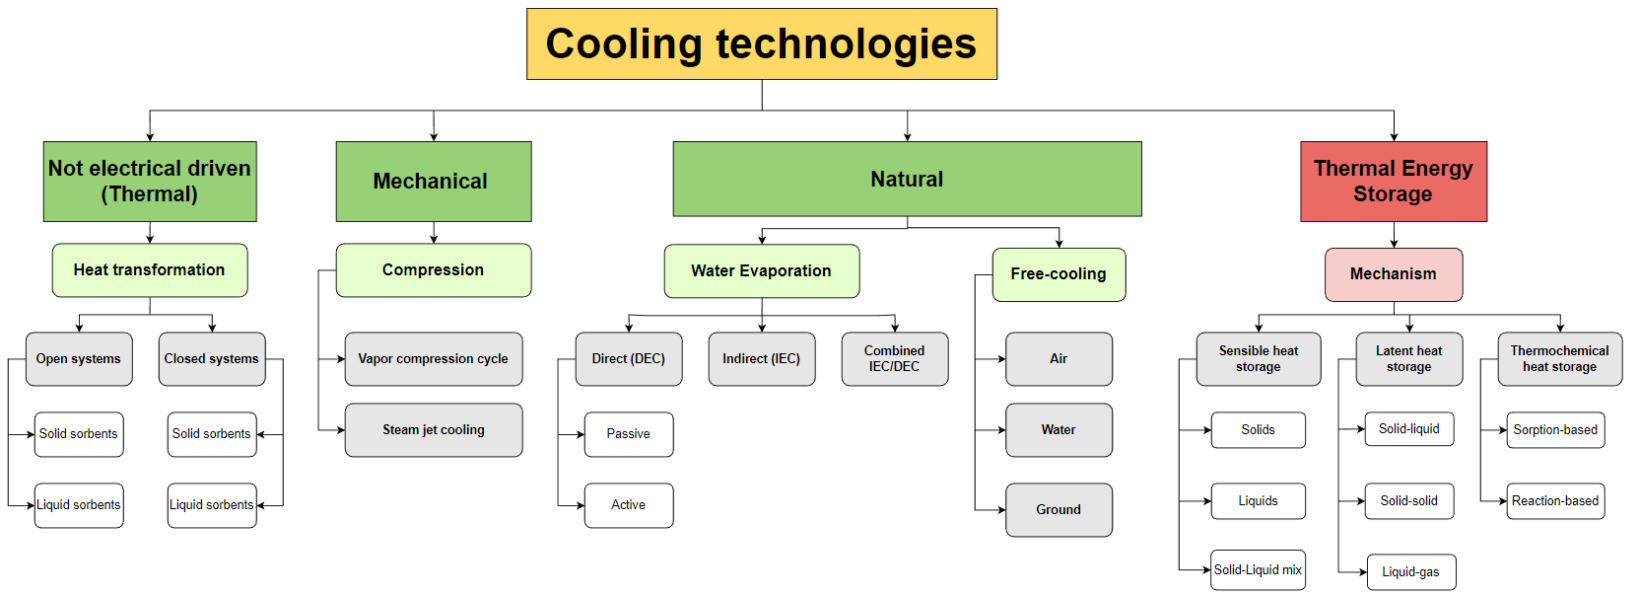 Cooling technologies
Not electrical driven
(Thermal)
Mechanical
Natural
Thermal Energy
Storage
Heat transformation
Compression
Water Evaporation
Free-cooling
Mechanism
Open systems
Closed systems
Vapor compression cycle
Direct (DEC)
Indirect (IEC)
Combined
IEC/DEC
Air
Sensible heat
storage
Latent heat
storage
Thermochemical
heat storage
Solid sorbents
Solid sorbents
Steam jet cooling
Passive
Water
Solids
Solid-liquid
Sorption-based
Liquid sorbents
Liquid sorbents
Active
Ground
Liquids
Solid-solid
Reaction-based
Solid-Liquid mix
Liquid-gas